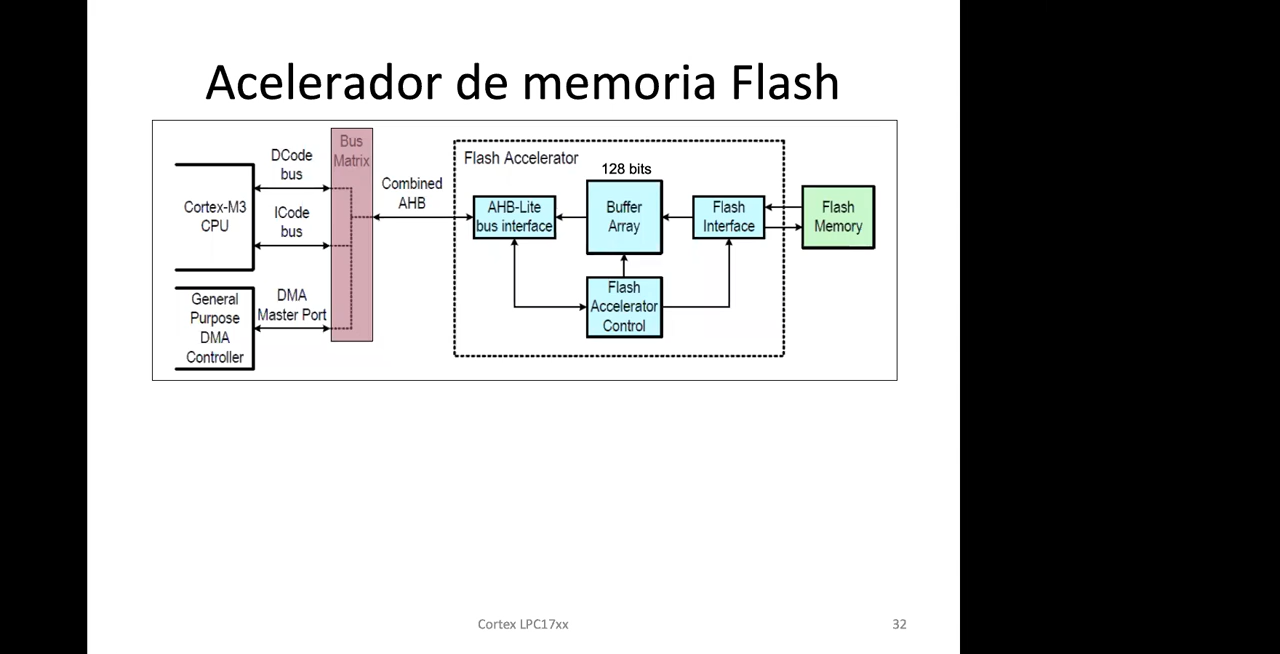 Acelerador de memoria Flash
Bus
Matrix
DCode
bus
Cortex-M3
CPU
ICode
bus
General
Purpose
DMA
Controller
DMA
Master Port
Combined
AHB
Flash Accelerator
128 bits
AHB-Lite
bus interface
Buffer
Array
Flash
Interface
Flash
Accelerator
Control
Flash
Memory
Cortex LPC17xx
32